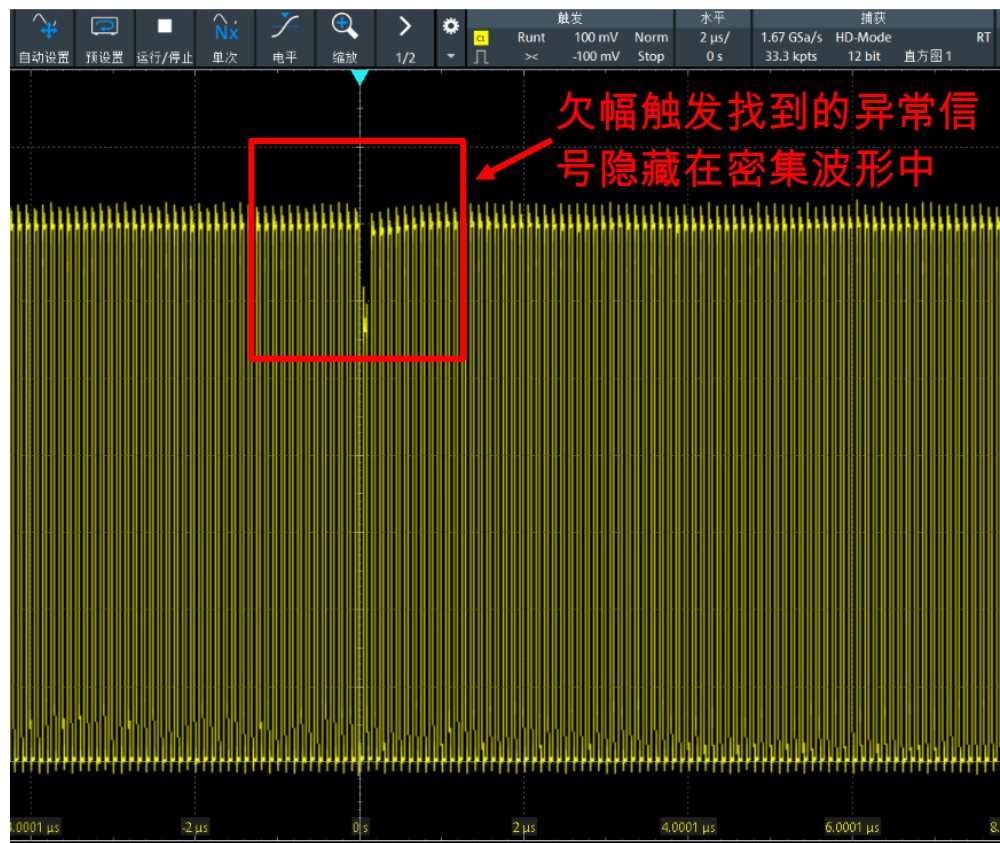 触发
水平
捕获
C1
Runt
100 mV
Norm
2 µs/
1.67 GSa/s
HD-Mode
RT
自动设置
预设置
运行/停止
Nx
单次
电平
缩放
1/2
-100 mV
Stop
0 s
33.3 kpts
12 bit
直方图 1
欠幅触发找到的异常信
号隐藏在密集波形中
.0001 µs
-2 µs
0 s
2 µs
4.0001 µs
6.0001 µs
8.